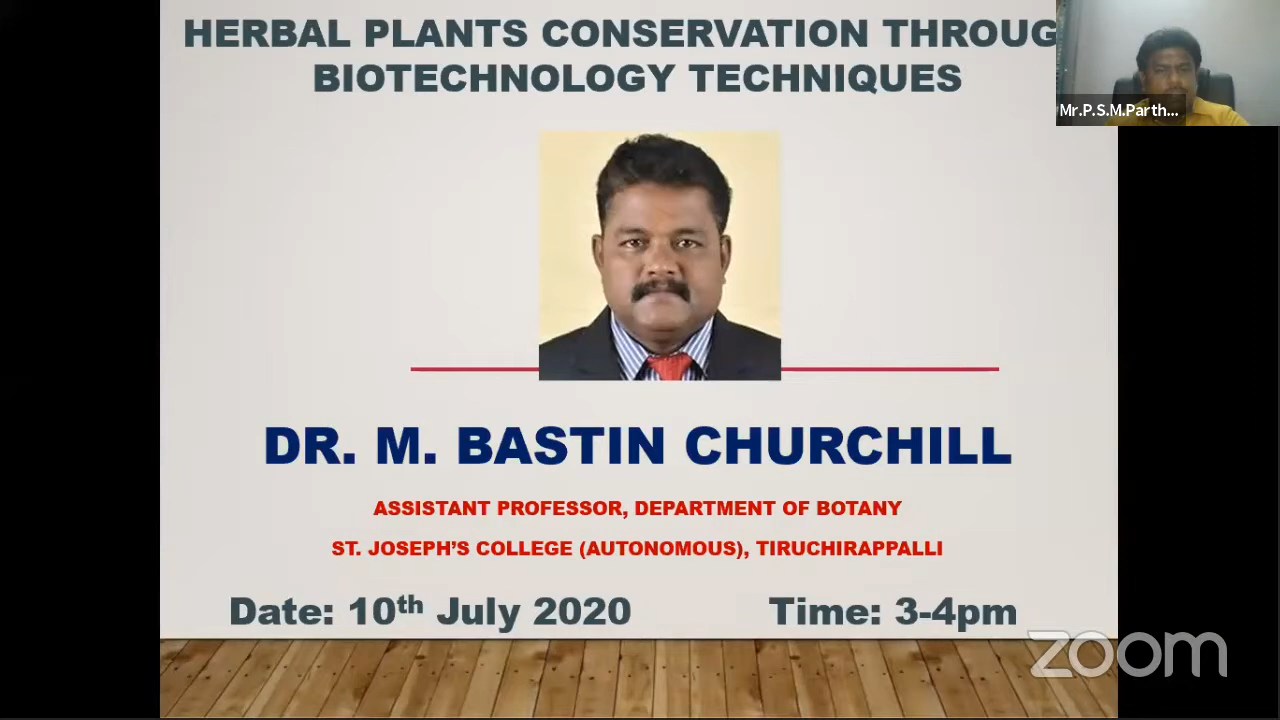 HERBAL PLANTS CONSERVATION THROUG
BIOTECHNOLOGY TECHNIQUES
Mr.P.S.M.Parth...
DR. M. BASTIN CHURCHILL
ASSISTANT PROFESSOR, DEPARTMENT OF BOTANY
ST. JOSEPH'S COLLEGE (AUTONOMOUS), TIRUCHIRAPPALLI
Date: 10th July 2020 Time: 3-4pm
zoom